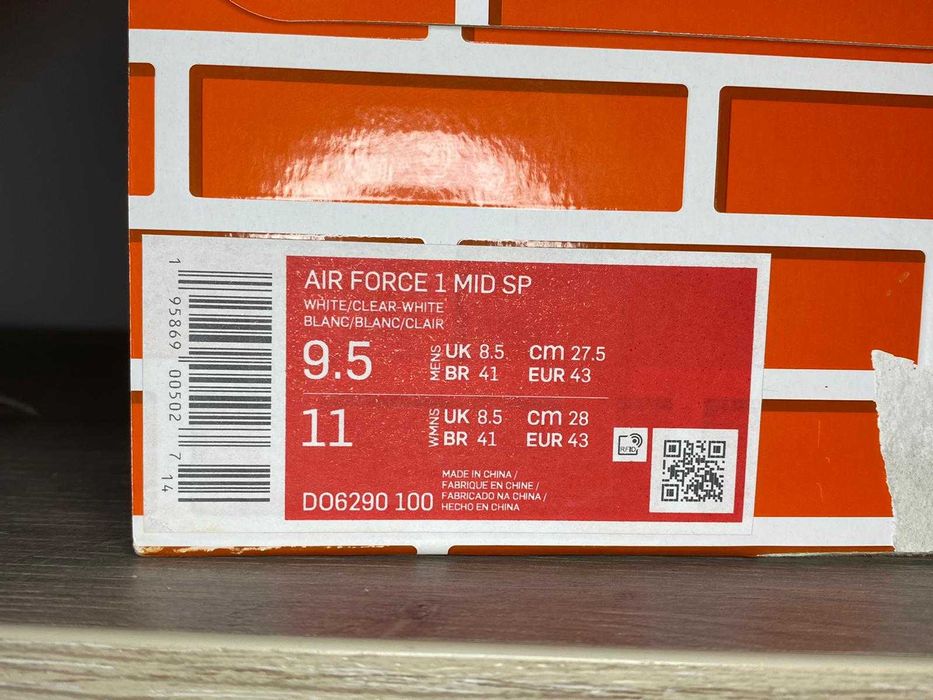 AIR FORCE 1 MID SP
WHITE/CLEAR-WHITE
BLANC/BLANC/CLAIR
9.5 MENS UK 8.5 cm 27.5
BR 41 EUR 43
11 WMNS UK 8.5 cm 28
BR 41 EUR 43
RFID
MADE IN CHINA /
FABRIQUE EN CHINE /
FABRICADO NA CHINA /
HECHO EN CHINA
DO6290 100
1 95869 00502 7 14